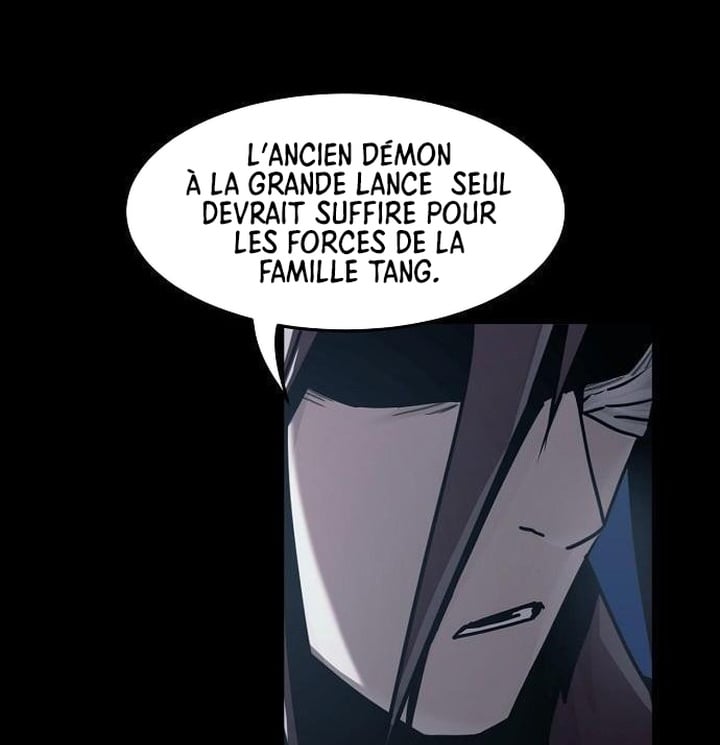 L'ANCIEN DÉMON
À LA GRANDE LANCE SEUL
DEVRAIT SUFFIRE POUR
LES FORCES DE LA
FAMILLE TANG.